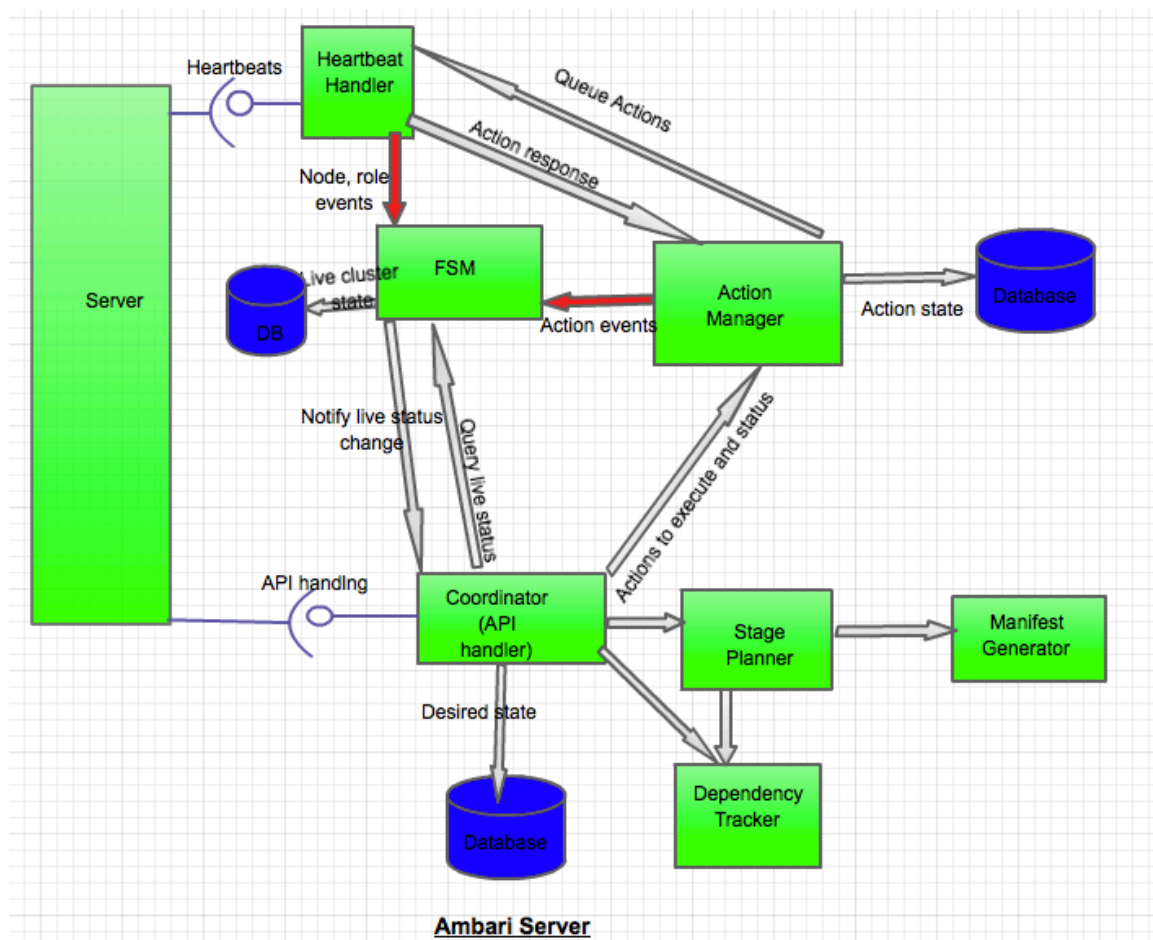 Heartbeats
Heartbeat
Handler
Queue Actions
Action response
Node, role
events
Server
FSM
Live cluster
state
DB
Action
Manager
Database
Action state
Action events
Notify live status
change
Query live status
Actions to execute and status
API handlng
Coordinator
(API
handler)
Stage
Planner
Manifest
Generator
Desired state
Dependency
Tracker
Database
Ambari Server